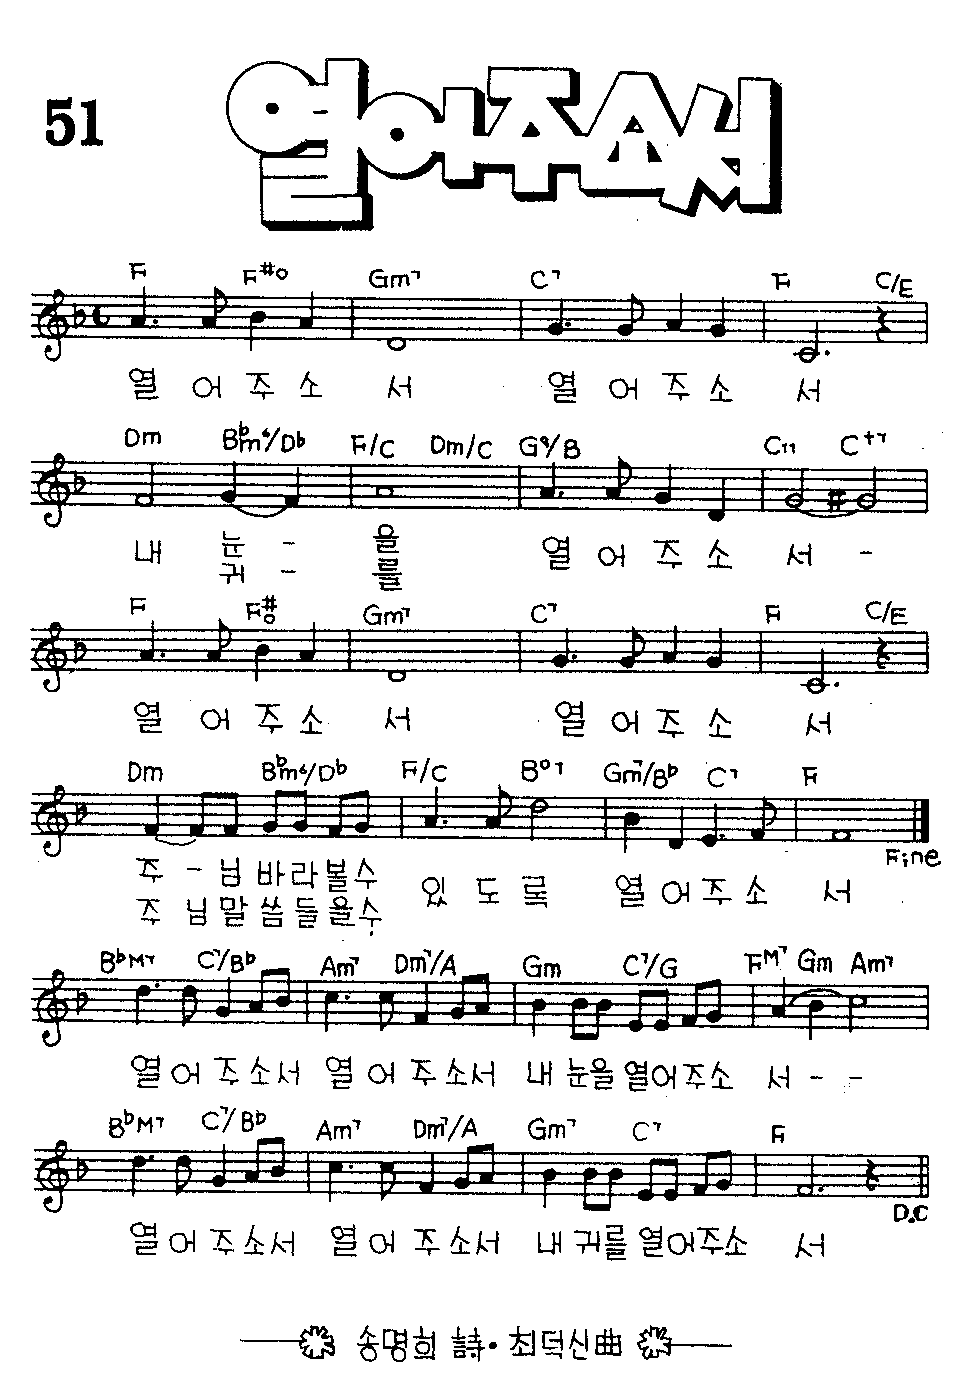 51
열어주소서
F F#o Gm7 C7 F C/E
열 어 주 소 서 열 어 주 소 서
Dm Bbm6/Db F/C Dm/C G9/B C11 C+7
내 눈 - 을 열 어 주 소 서 -
귀 - 를
F F#o Gm7 C7 F C/E
열 어 주 소 서 열 어 주 소 서
Dm Bbm6/Db F/C Bo7 Gm7/Bb C7 F
Fine
주 - 님 바 라 볼 수 있 도 록 열 어 주 소 서
주 님 말 씀 들 을 수
BbM7 C7/Bb Am7 Dm7/A Gm C7/G FM7 Gm Am7
열 어 주 소 서 열 어 주 소 서 내 눈을 열어주소 서 - -
BbM7 C7/Bb Am7 Dm7/A Gm7 C7 F
D.C
열 어 주 소 서 열 어 주 소 서 내 귀를 열어주소 서
송명희 詩 · 최덕신 曲